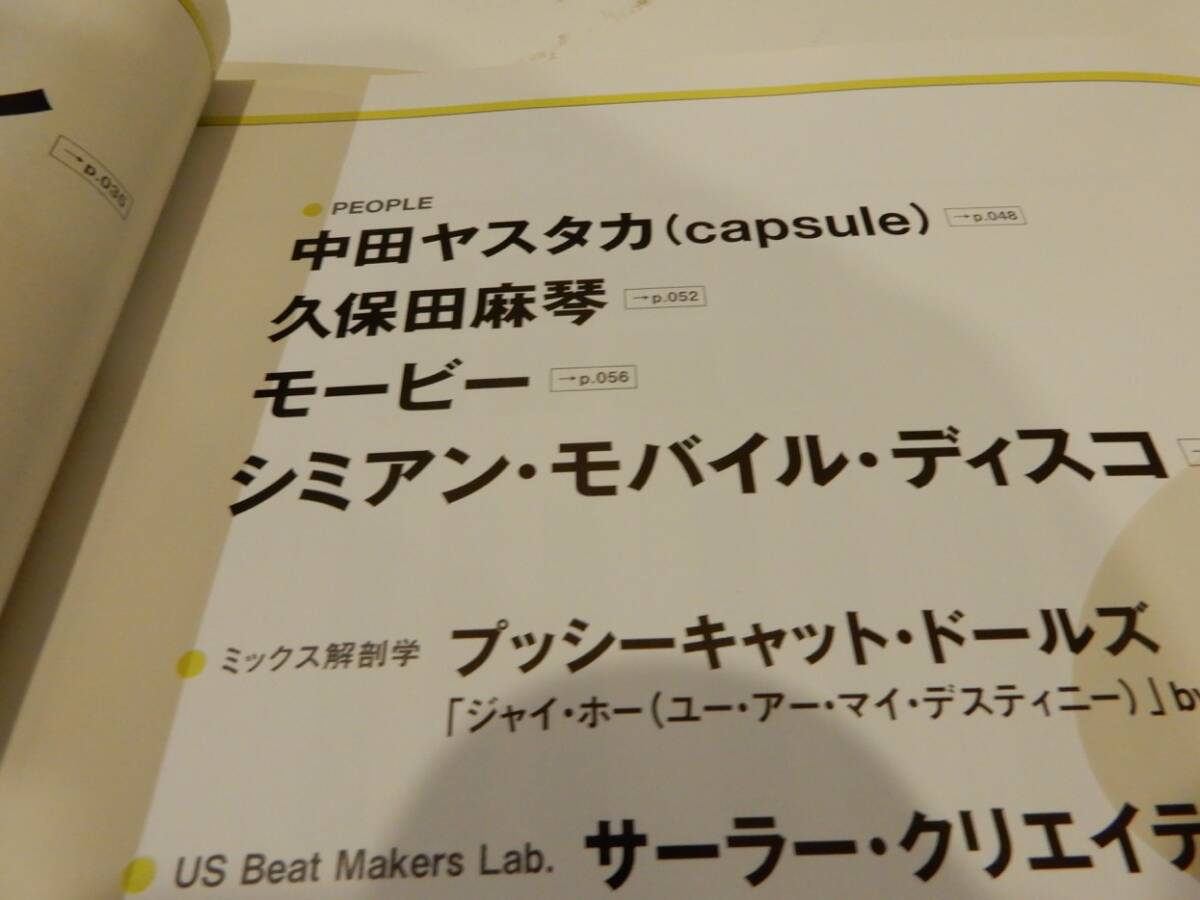 →p.035
PEOPLE
中田ヤスタカ(capsule) →p.048
久保田麻琴 →p.052
モービー →p.056
シミアン・モバイル・ディスコ
ミックス解剖学 プッシーキャット・ドールズ
「ジャイ・ホー(ユー・アー・マイ・デスティニー)」by
US Beat Makers Lab. サーラー・クリエイテ